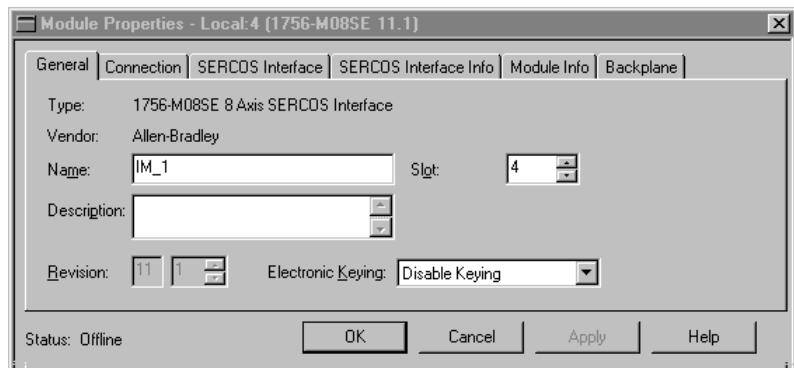 Module Properties - Local:4 (1756-M08SE 11.1)
General Connection SERCOS Interface SERCOS Interface Info Module Info Backplane
Type: 1756-M08SE 8 Axis SERCOS Interface
Vendor: Allen-Bradley
Name: IM_1 Slot: 4
Description:
Revision: 11 1 Electronic Keying: Disable Keying
Status: Offline OK Cancel Apply Help